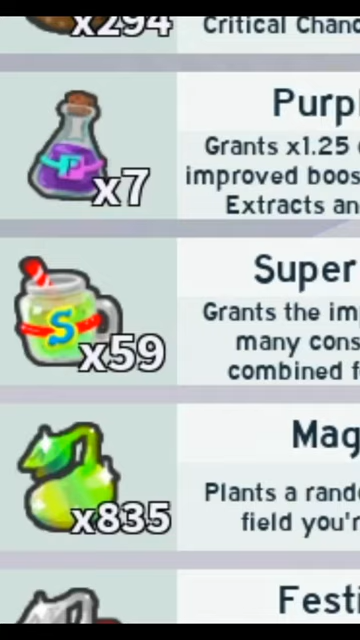 x294
Critical Chanc
Purpl
Grants x1.25
improved boos
Extracts an
P
x7
Super
Grants the im
many cons
combined f
S
x59
Mag
Plants a rand
field you'r
x835
Festi